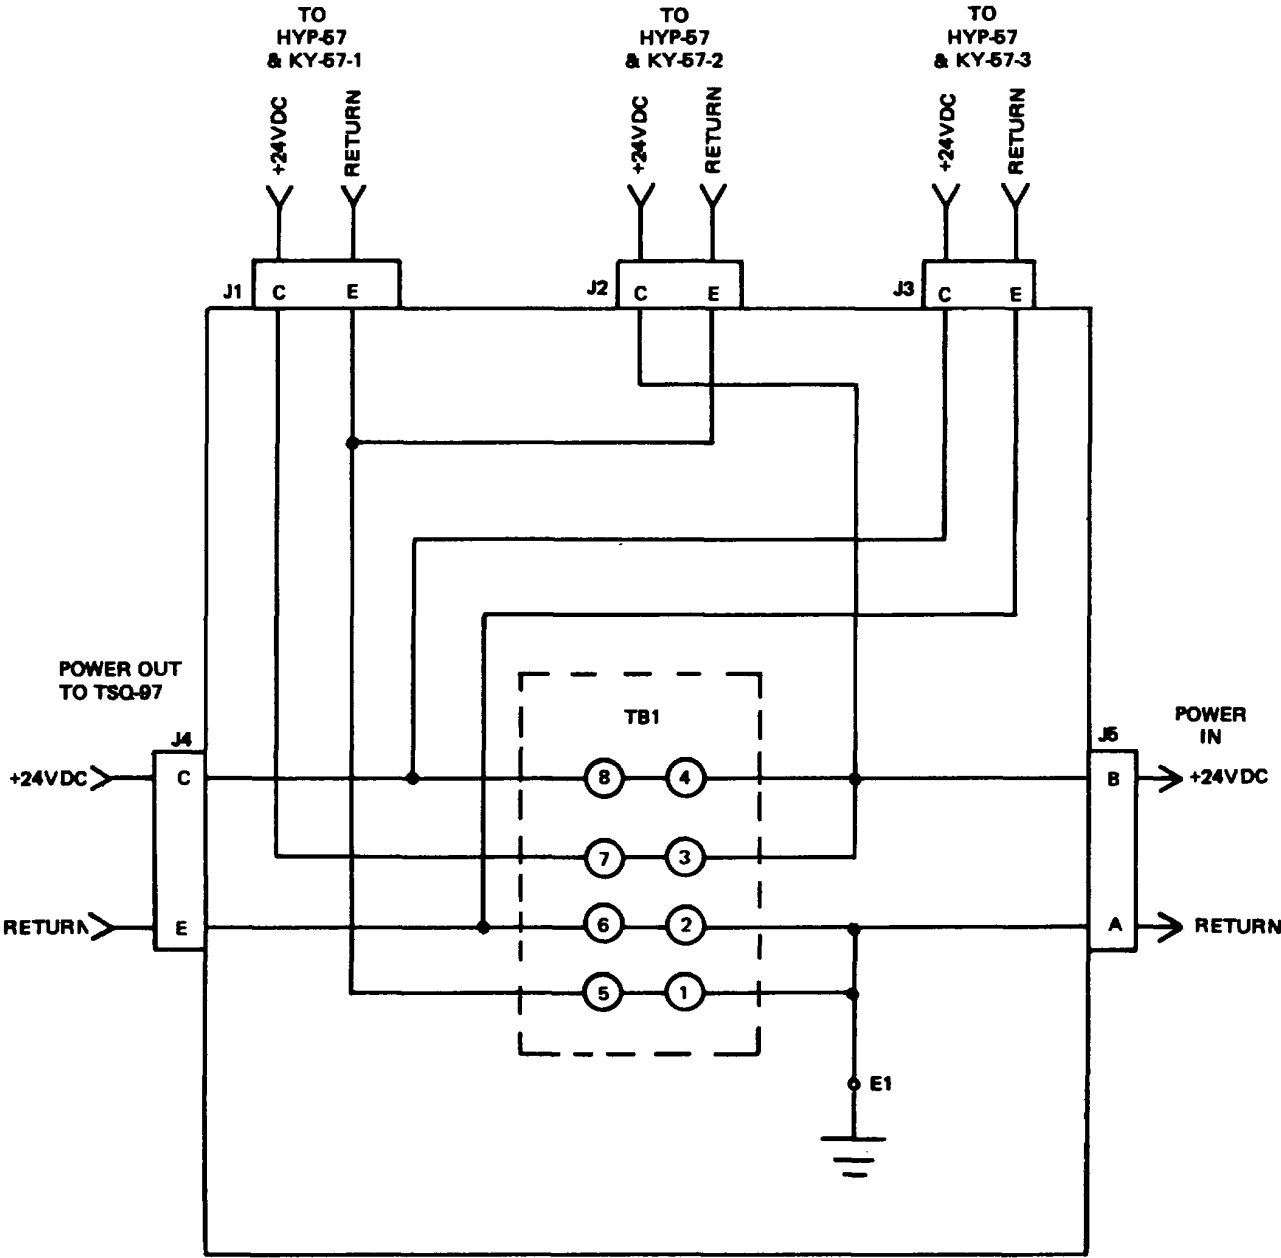 TO
HYP-57
& KY-57-1
TO
HYP-57
& KY-57-2
TO
HYP-57
& KY-57-3
+24VDC
RETURN
+24VDC
RETURN
+24VDC
RETURN
J1
C
E
J2
C
E
J3
C
E
POWER OUT
TO TSQ-97
TB1
POWER
IN
J4
J5
+24VDC
C
8
4
B
+24VDC
7
3
RETURN
E
6
2
A
RETURN
5
1
E1